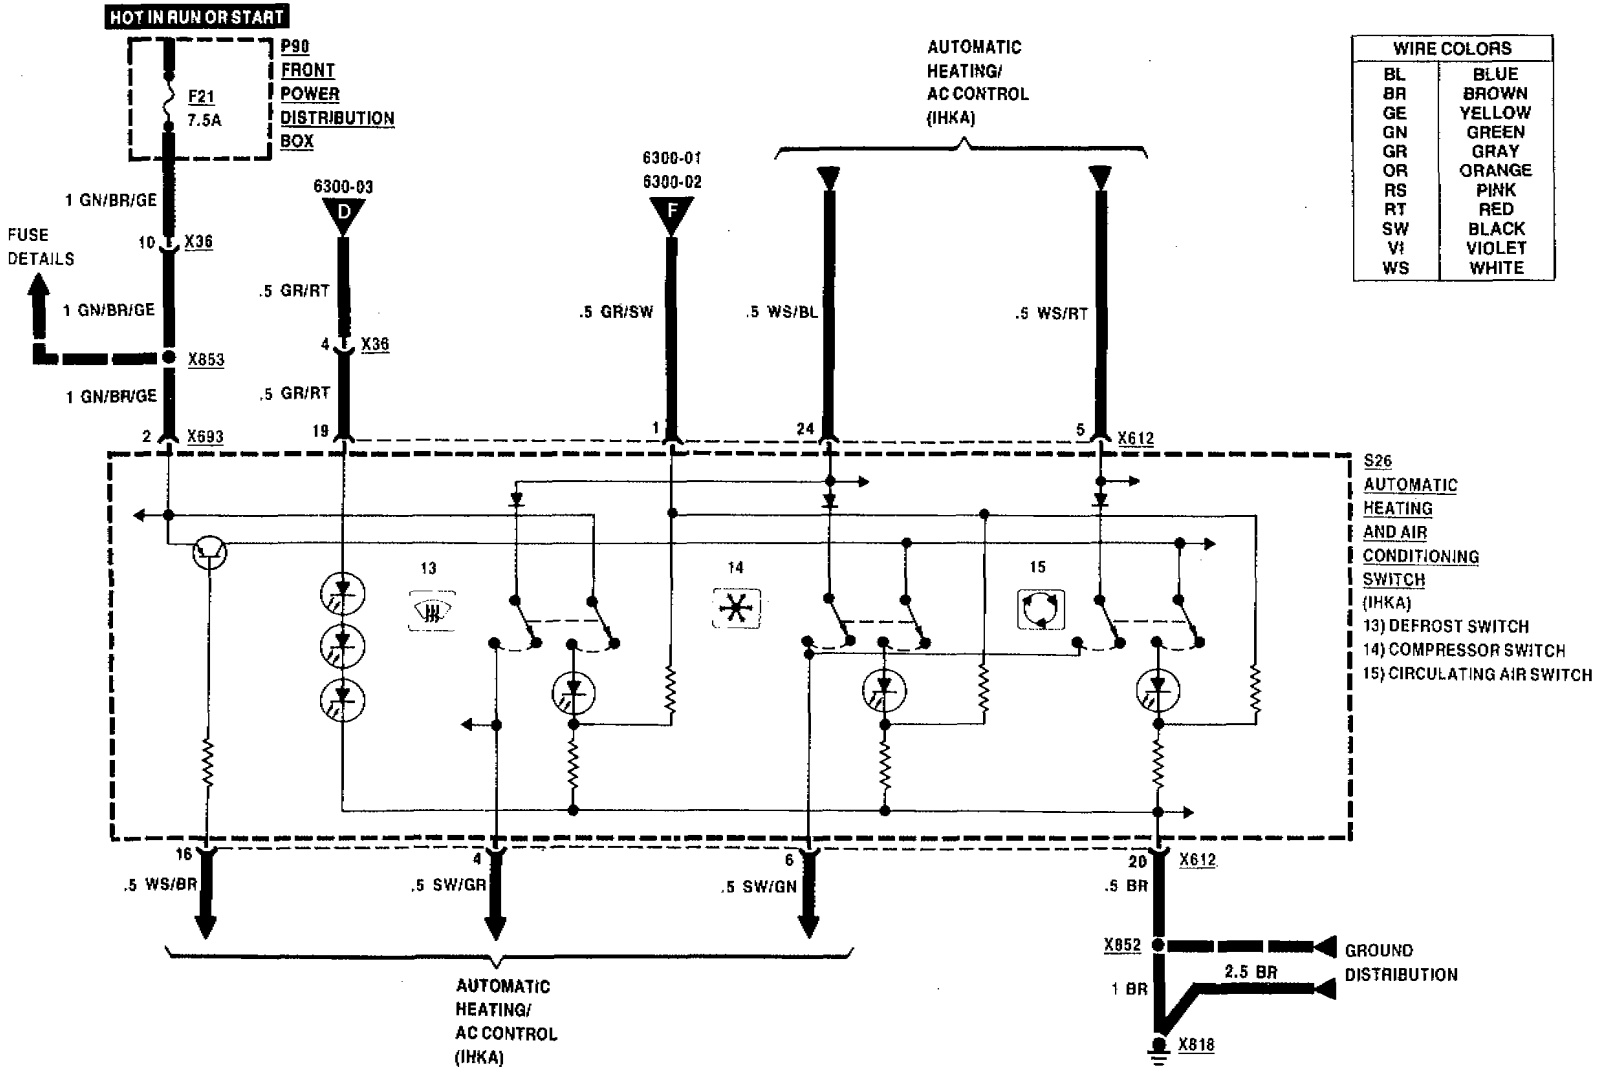 HOT IN RUN OR START
P90
FRONT
POWER
DISTRIBUTION
BOX
F21
7.5A
1 GN/BR/GE
10 X36
FUSE
DETAILS
1 GN/BR/GE
X853
1 GN/BR/GE
2 X693
6300-03
D
.5 GR/RT
4 X36
.5 GR/RT
19
6300-01
6300-02
F
.5 GR/SW
1
AUTOMATIC
HEATING/
AC CONTROL
(IHKA)
.5 WS/BL
24
.5 WS/RT
5 X612
WIRE COLORS
BL BLUE
BR BROWN
GE YELLOW
GN GREEN
GR GRAY
OR ORANGE
RS PINK
RT RED
SW BLACK
VI VIOLET
WS WHITE
S26
AUTOMATIC
HEATING
AND AIR
CONDITIONING
SWITCH
(IHKA)
13) DEFROST SWITCH
14) COMPRESSOR SWITCH
15) CIRCULATING AIR SWITCH
13
14
15
16
.5 WS/BR
4
.5 SW/GR
6
.5 SW/GN
20 X612
.5 BR
X852
GROUND
DISTRIBUTION
2.5 BR
1 BR
X818
AUTOMATIC
HEATING/
AC CONTROL
(IHKA)